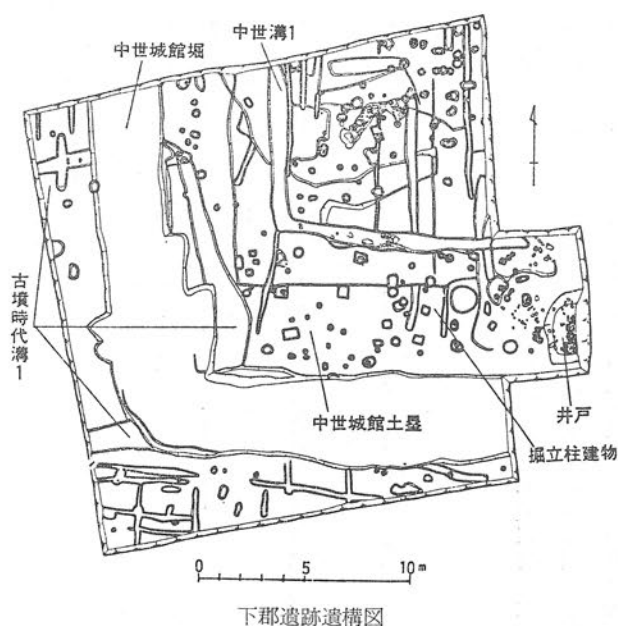 中世城館堀
中世溝1
古墳時代溝1
中世城館土塁
井戸
掘立柱建物
0 5 10m
下郡遺跡遺構図